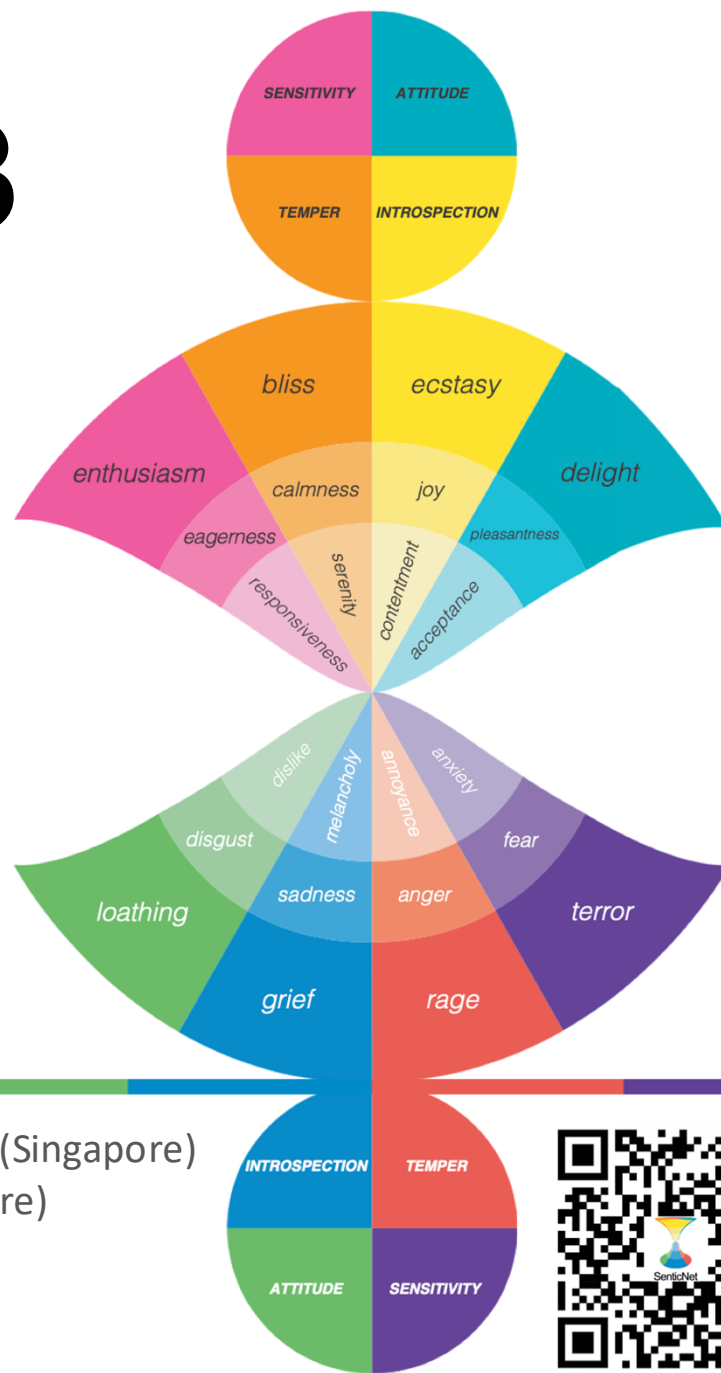 SENSITIVITY ATTITUDE
TEMPER INTROSPECTION
bliss ecstasy
enthusiasm delight
calmness joy
eagerness pleasantness
responsiveness serenity contentment acceptance
dislike melancholy annoyance anxiety
disgust fear
sadness anger
loathing terror
grief rage
(Singapore)
re)
INTROSPECTION TEMPER
ATTITUDE SENSITIVITY
SenticNet